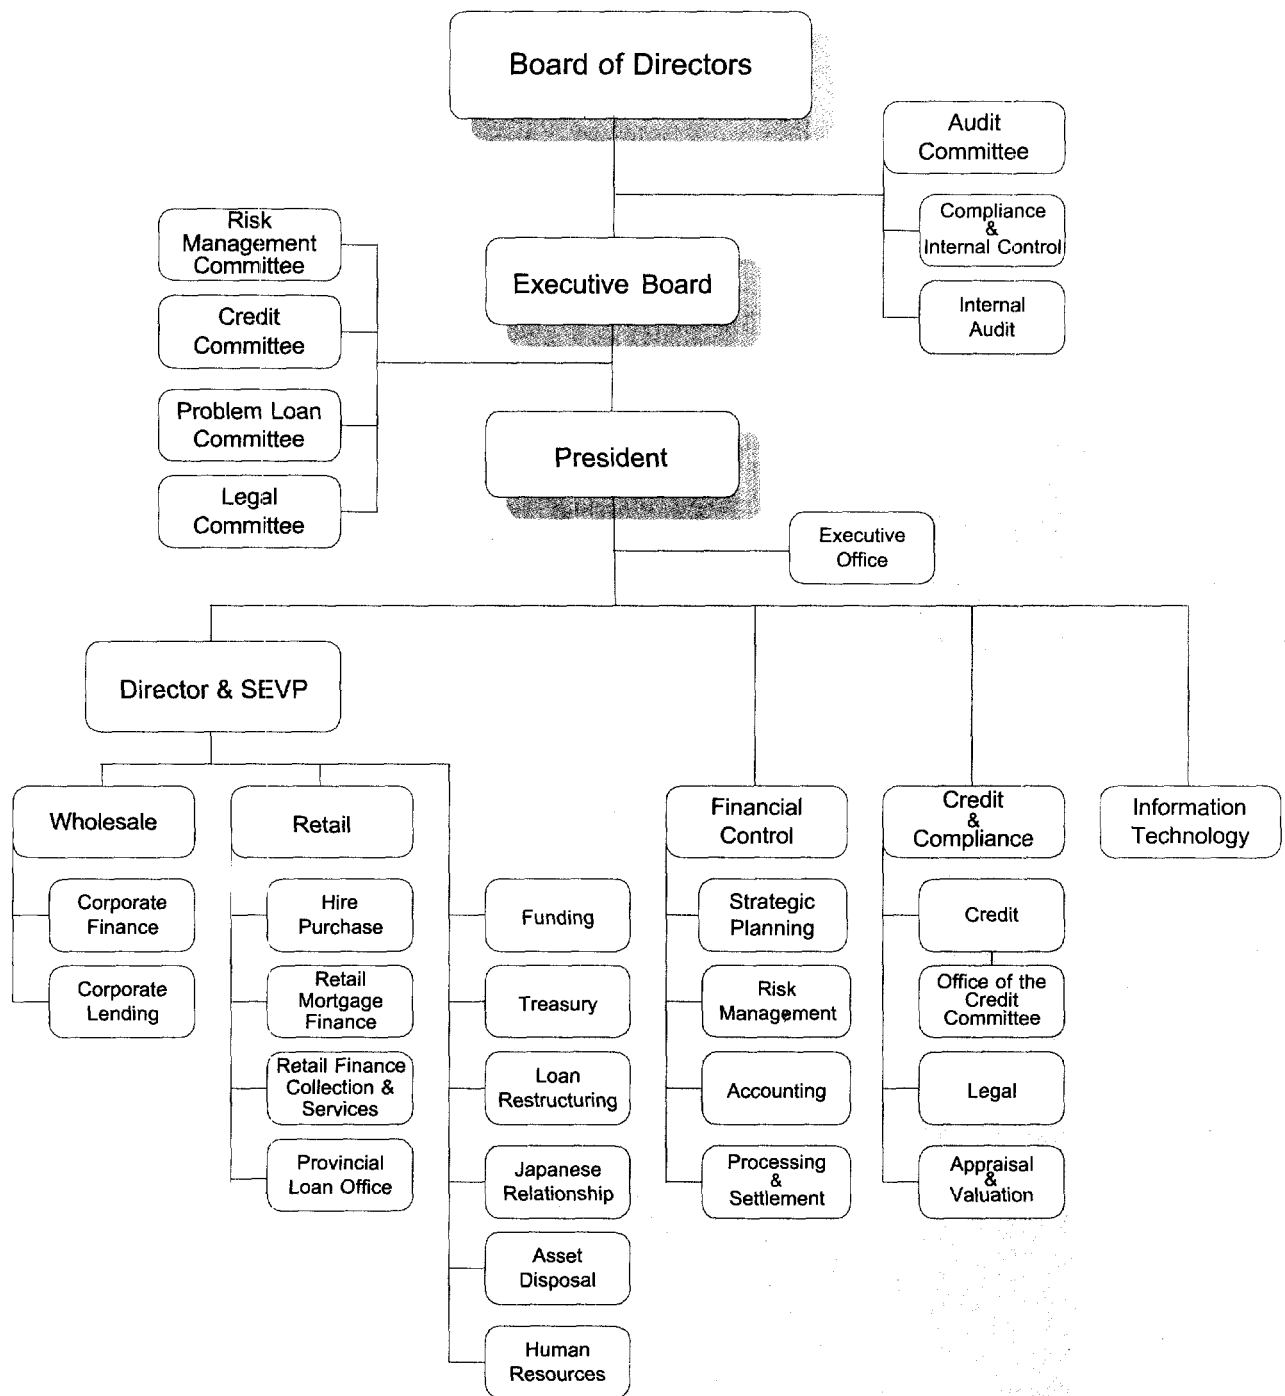 Board of Directors
Audit
Committee
Compliance
&
Internal Control
Internal
Audit
Risk
Management
Committee
Credit
Committee
Problem Loan
Committee
Legal
Committee
Executive Board
President
Executive
Office
Director & SEVP
Wholesale
Corporate
Finance
Corporate
Lending
Retail
Hire
Purchase
Retail
Mortgage
Finance
Retail Finance
Collection &
Services
Provincial
Loan Office
Funding
Treasury
Loan
Restructuring
Japanese
Relationship
Asset
Disposal
Human
Resources
Financial
Control
Strategic
Planning
Risk
Management
Accounting
Processing
&
Settlement
Credit
&
Compliance
Credit
Office of the
Credit
Committee
Legal
Appraisal
&
Valuation
Information
Technology